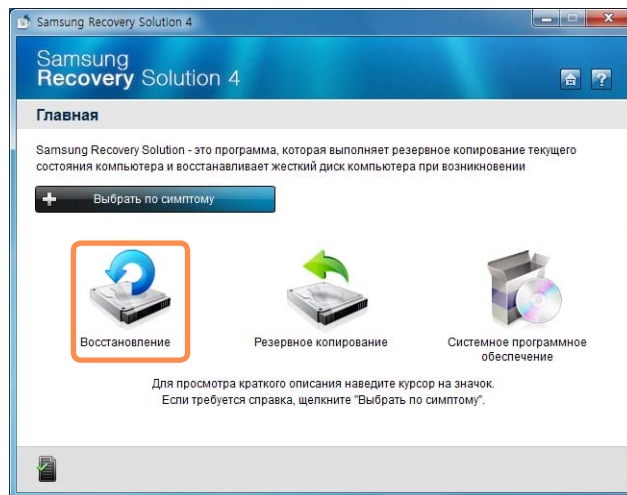 Samsung Recovery Solution 4
Samsung
Recovery Solution 4
Главная
Samsung Recovery Solution - это программа, которая выполняет резервное копирование текущего
состояния компьютера и восстанавливает жесткий диск компьютера при возникновении
Выбрать по симптому
Восстановление
Резервное копирование
Системное программное
обеспечение
Для просмотра краткого описания наведите курсор на значок.
Если требуется справка, щелкните "Выбрать по симптому".